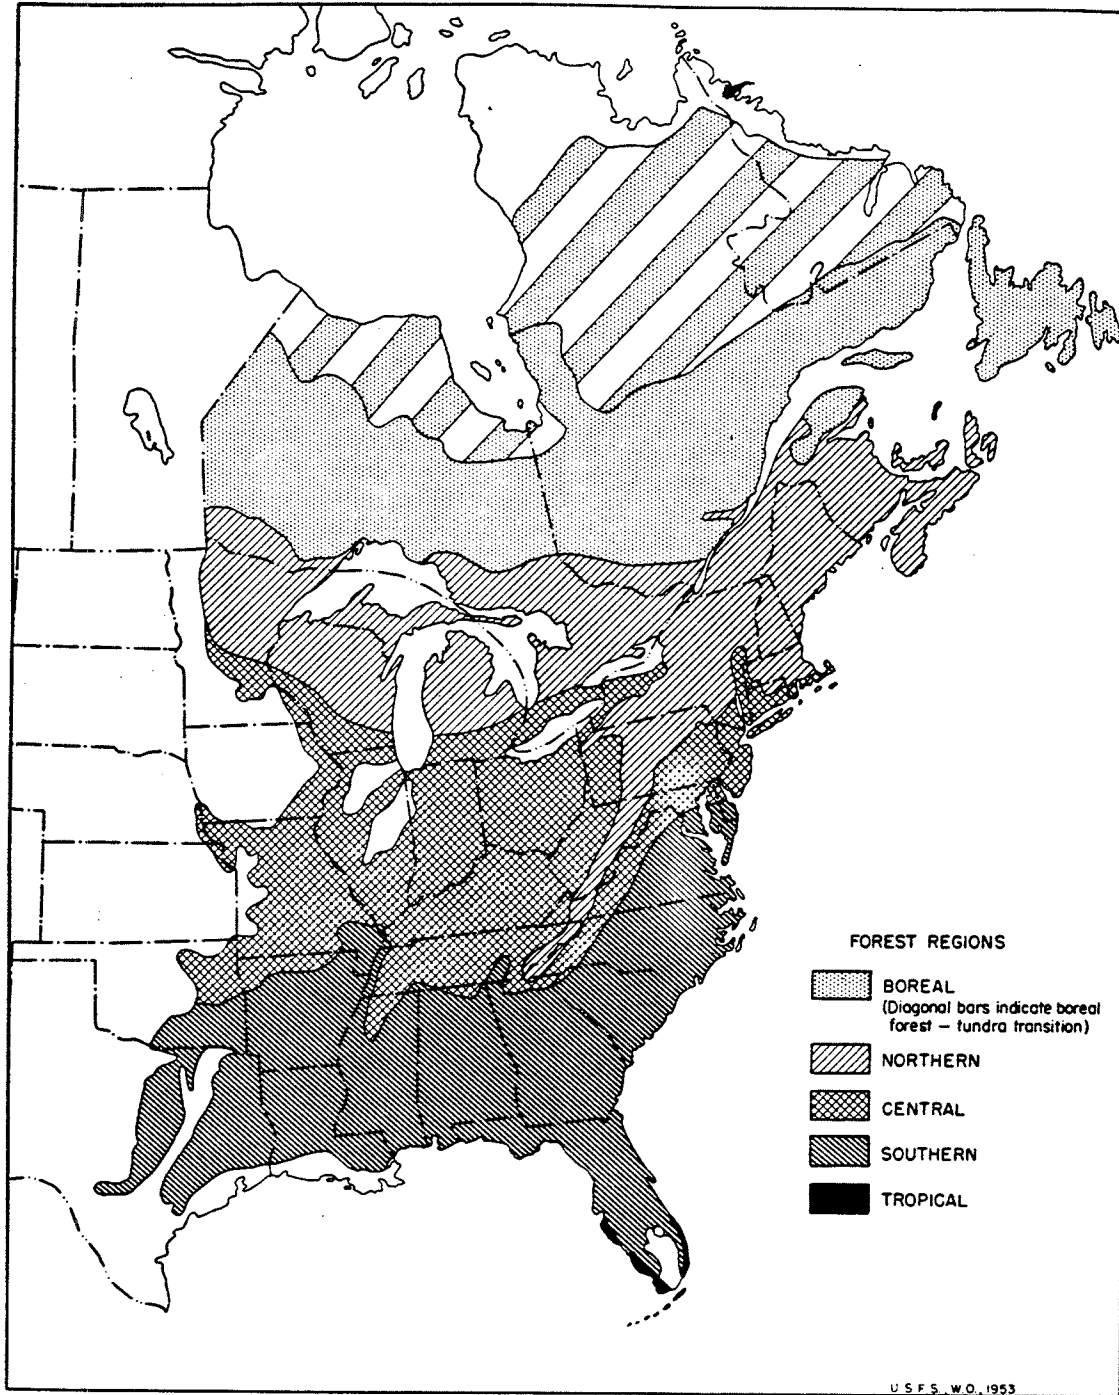 FOREST REGIONS
BOREAL
(Diagonal bars indicate boreal
forest — tundra transition)
NORTHERN
CENTRAL
SOUTHERN
TROPICAL
U S F S , W.O., 1953